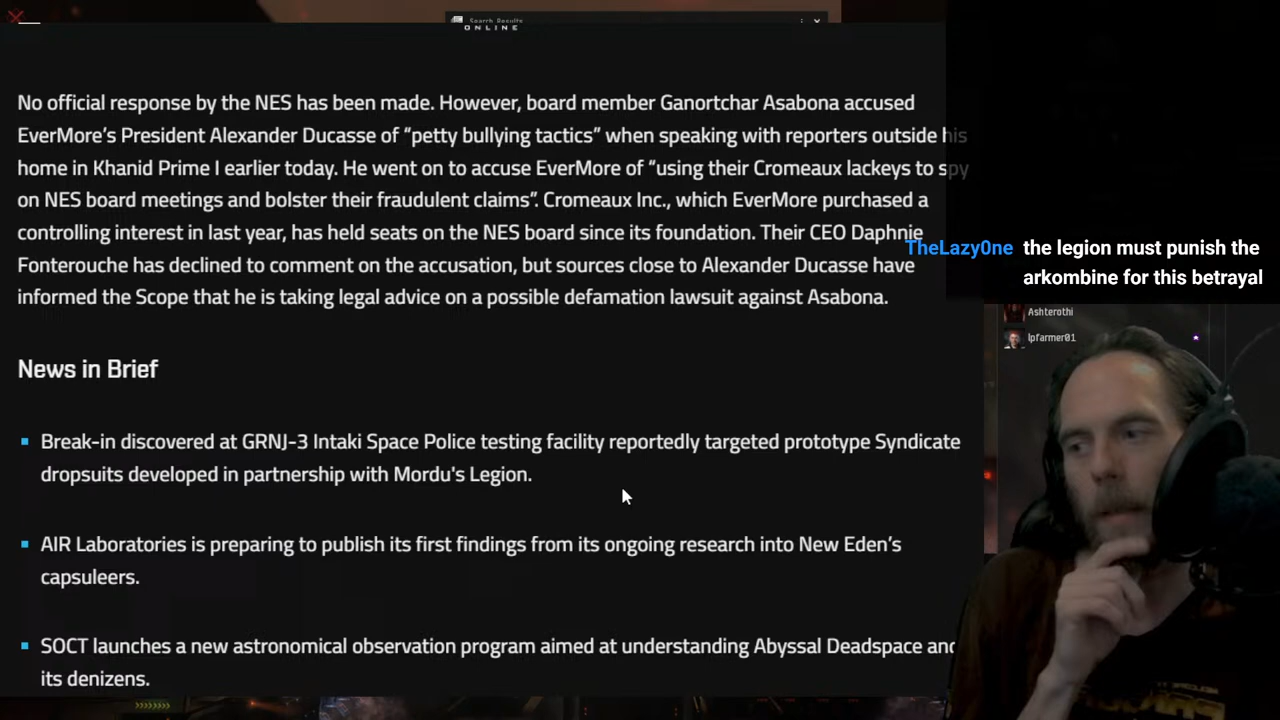 Search Results
ONLINE
No official response by the NES has been made. However, board member Ganortchar Asabona accused
EverMore’s President Alexander Ducasse of “petty bullying tactics” when speaking with reporters outside his
home in Khanid Prime I earlier today. He went on to accuse EverMore of “using their Cromeaux lackeys to spy
on NES board meetings and bolster their fraudulent claims”. Cromeaux Inc., which EverMore purchased a
controlling interest in last year, has held seats on the NES board since its foundation. Their CEO Daphnie
Fonterouche has declined to comment on the accusation, but sources close to Alexander Ducasse have
informed the Scope that he is taking legal advice on a possible defamation lawsuit against Asabona.
TheLazy0ne the legion must punish the
arkombine for this betrayal
Ashterothi
lpfarmer01
News in Brief
Break-in discovered at GRNJ-3 Intaki Space Police testing facility reportedly targeted prototype Syndicate
dropsuits developed in partnership with Mordu's Legion.
AIR Laboratories is preparing to publish its first findings from its ongoing research into New Eden’s
capsuleers.
SOCT launches a new astronomical observation program aimed at understanding Abyssal Deadspace and
its denizens.